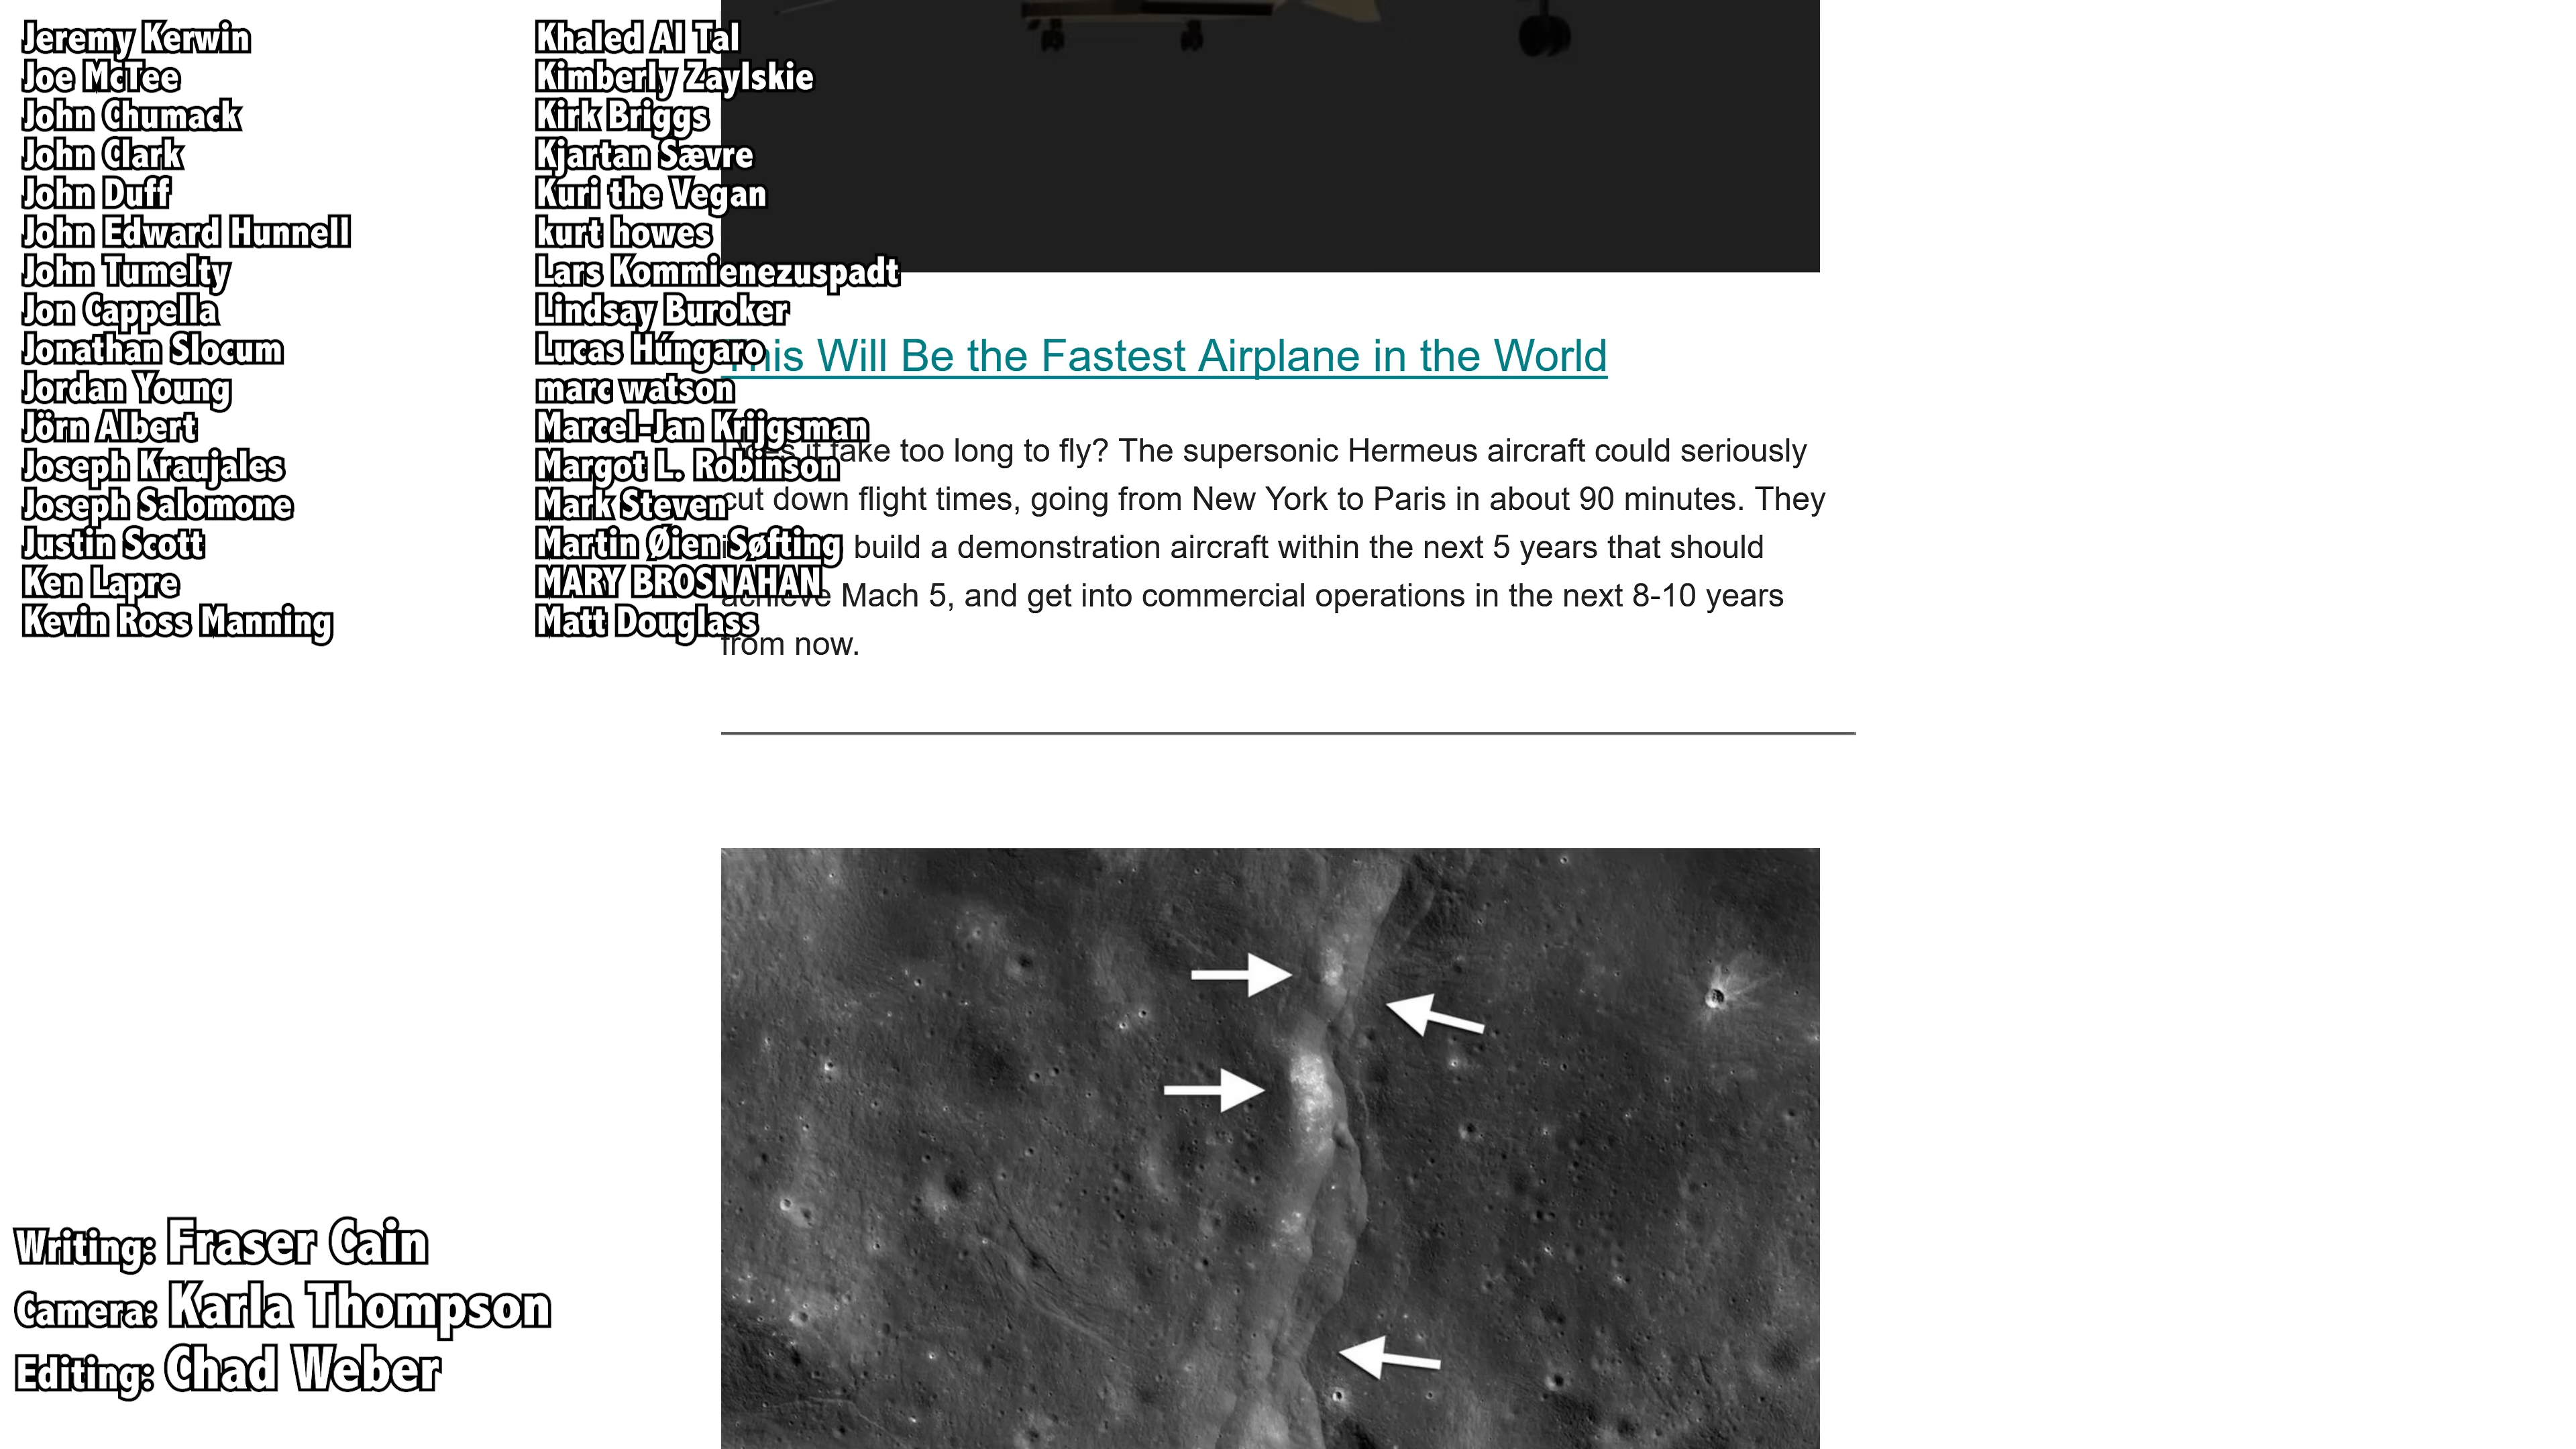 Jeremy Kerwin
Joe McTee
John Chumack
John Clark
John Duff
John Edward Hunnell
John Tumelty
Jon Cappella
Jonathan Slocum
Jordan Young
Jörn Albert
Joseph Kraujales
Joseph Salomone
Justin Scott
Ken Lapre
Kevin Ross Manning
Khaled Al Tal
Kimberly Zaylskie
Kirk Briggs
Kjartan Sævre
Kuri the Vegan
kurt howes
Lars Kommienezuspadt
Lindsay Buroker
Lucas Húngaro
marc watson
Marcel-Jan Krijgsman
Margot L. Robinson
Mark Steven
Martin Øien Søfting
MARY BROSNAHAN
Matt Douglass
This Will Be the Fastest Airplane in the World
it take too long to fly? The supersonic Hermeus aircraft could seriously
cut down flight times, going from New York to Paris in about 90 minutes. They
build a demonstration aircraft within the next 5 years that should
achieve Mach 5, and get into commercial operations in the next 8-10 years
from now.
Writing: Fraser Cain
Camera: Karla Thompson
Editing: Chad Weber